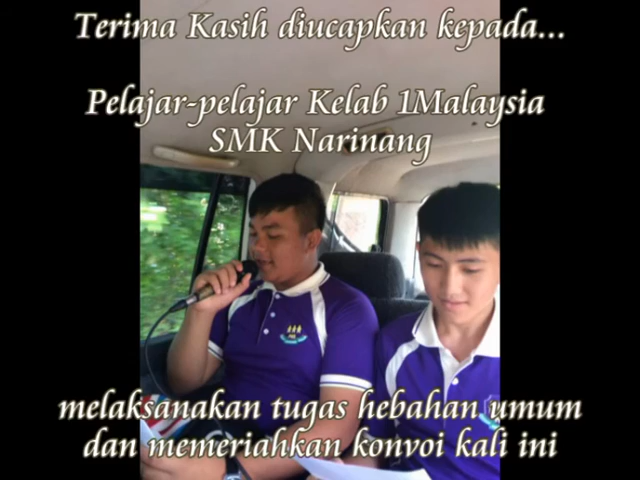 Terima Kasih diucapkan kepada...
Pelajar-pelajar Kelab 1Malaysia
SMK Narinang
melaksanakan tugas hebahan umum
dan memeriahkan konvoi kali ini